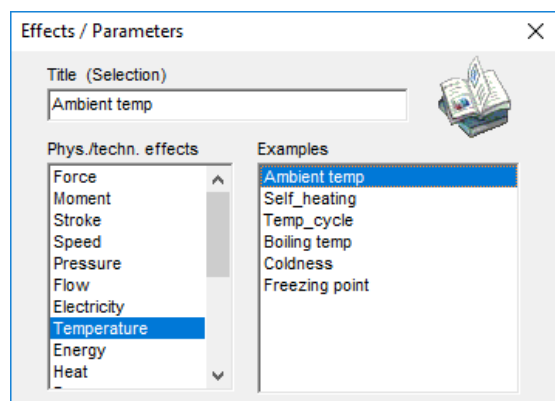 Effects / Parameters
Title (Selection)
Ambient temp
Phys./techn. effects
Force
Moment
Stroke
Speed
Pressure
Flow
Electricity
Temperature
Energy
Heat
Examples
Ambient temp
Self_heating
Temp_cycle
Boiling temp
Coldness
Freezing point